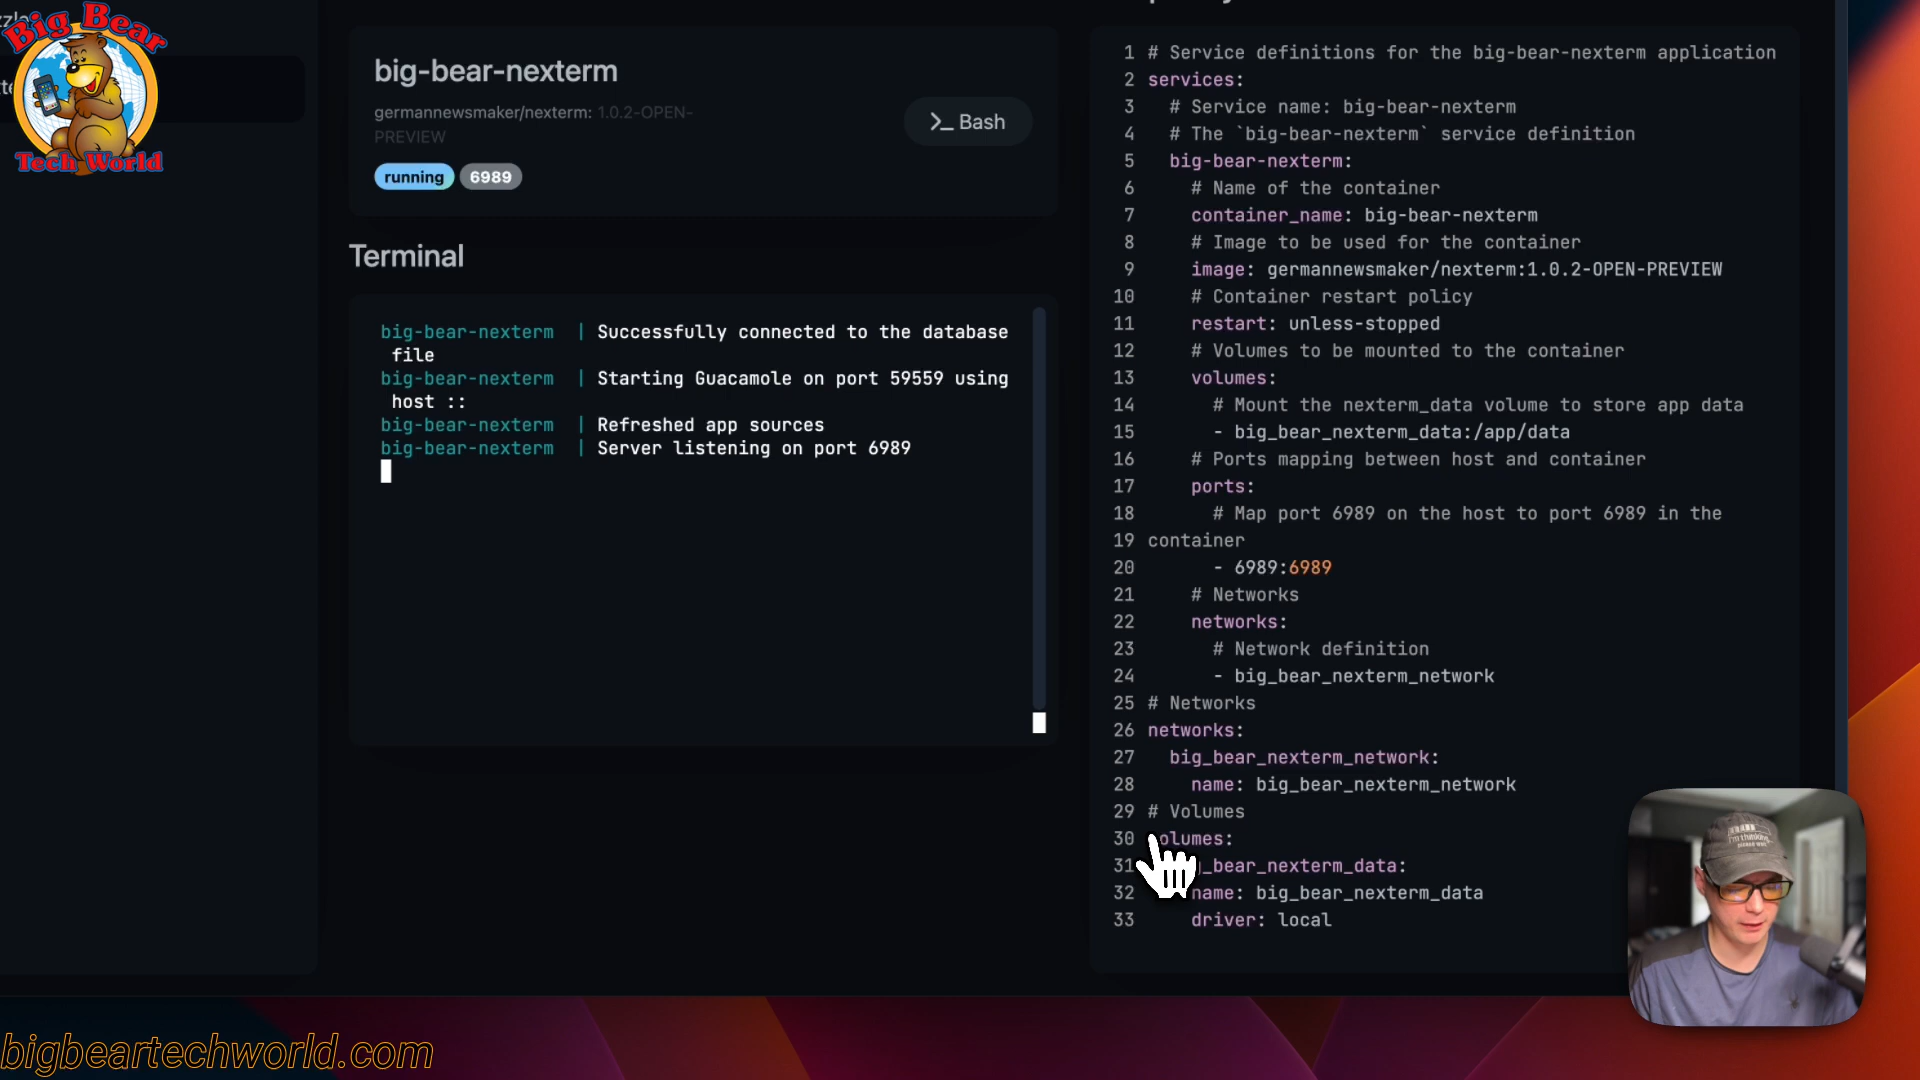 Big Bear
Tech World
big-bear-nexterm
germannewsmaker/nexterm: 1.0.2-OPEN-
PREVIEW
>_ Bash
running 6989
Terminal
big-bear-nexterm | Successfully connected to the database
file
big-bear-nexterm | Starting Guacamole on port 59559 using
host ::
big-bear-nexterm | Refreshed app sources
big-bear-nexterm | Server listening on port 6989
1 # Service definitions for the big-bear-nexterm application
2 services:
3 # Service name: big-bear-nexterm
4 # The `big-bear-nexterm` service definition
5 big-bear-nexterm:
6 # Name of the container
7 container_name: big-bear-nexterm
8 # Image to be used for the container
9 image: germannewsmaker/nexterm:1.0.2-OPEN-PREVIEW
10 # Container restart policy
11 restart: unless-stopped
12 # Volumes to be mounted to the container
13 volumes:
14 # Mount the nexterm_data volume to store app data
15 - big_bear_nexterm_data:/app/data
16 # Ports mapping between host and container
17 ports:
18 # Map port 6989 on the host to port 6989 in the
19 container
20 - 6989:6989
21 # Networks
22 networks:
23 # Network definition
24 - big_bear_nexterm_network
25 # Networks
26 networks:
27 big_bear_nexterm_network:
28 name: big_bear_nexterm_network
29 # Volumes
30 olumes:
31 _bear_nexterm_data:
32 name: big_bear_nexterm_data
33 driver: local
bigbeartechworld.com